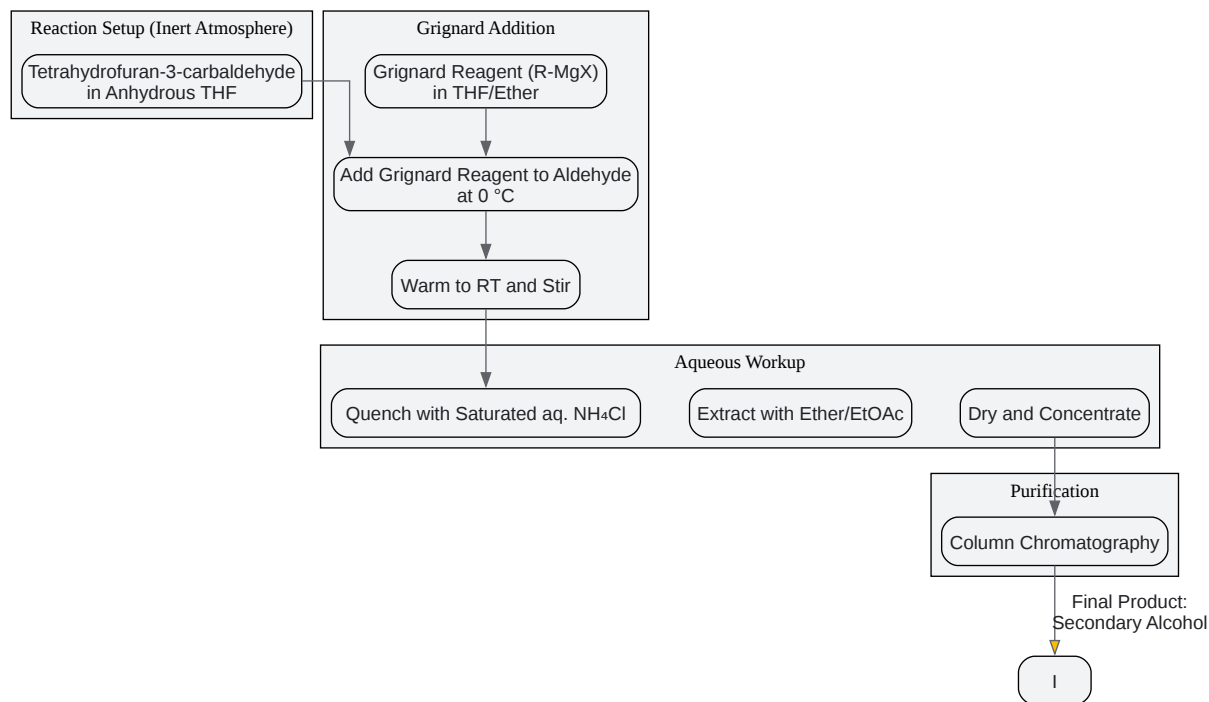 Reaction Setup (Inert Atmosphere)
Tetrahydrofuran-3-carbaldehyde
in Anhydrous THF
Grignard Addition
Grignard Reagent (R-MgX)
in THF/Ether
Add Grignard Reagent to Aldehyde
at 0 °C
Warm to RT and Stir
Aqueous Workup
Quench with Saturated aq. NH₄Cl
Extract with Ether/EtOAc
Dry and Concentrate
Purification
Column Chromatography
Final Product:
Secondary Alcohol
I